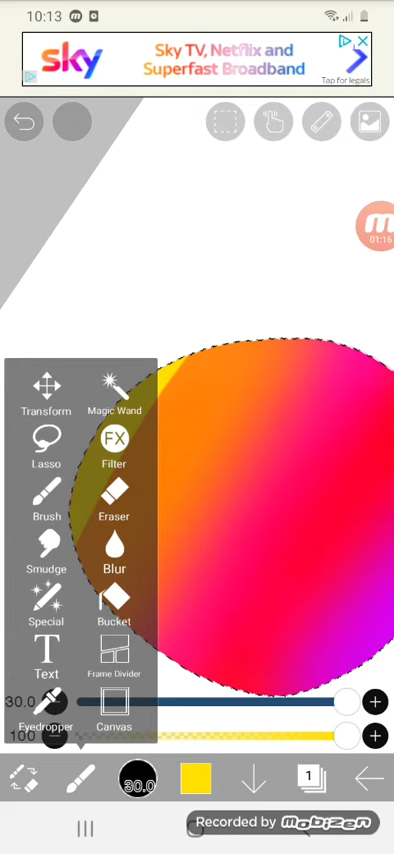 10:13
sky
Sky TV, Netflix and
Superfast Broadband
Tap for legals
01:16
Transform
Magic Wand
Lasso
FX
Filter
Brush
Eraser
Smudge
Blur
Special
Bucket
T
Text
Frame Divider
30.0
Eyedropper
Canvas
100
30.0
1
Recorded by mobizen